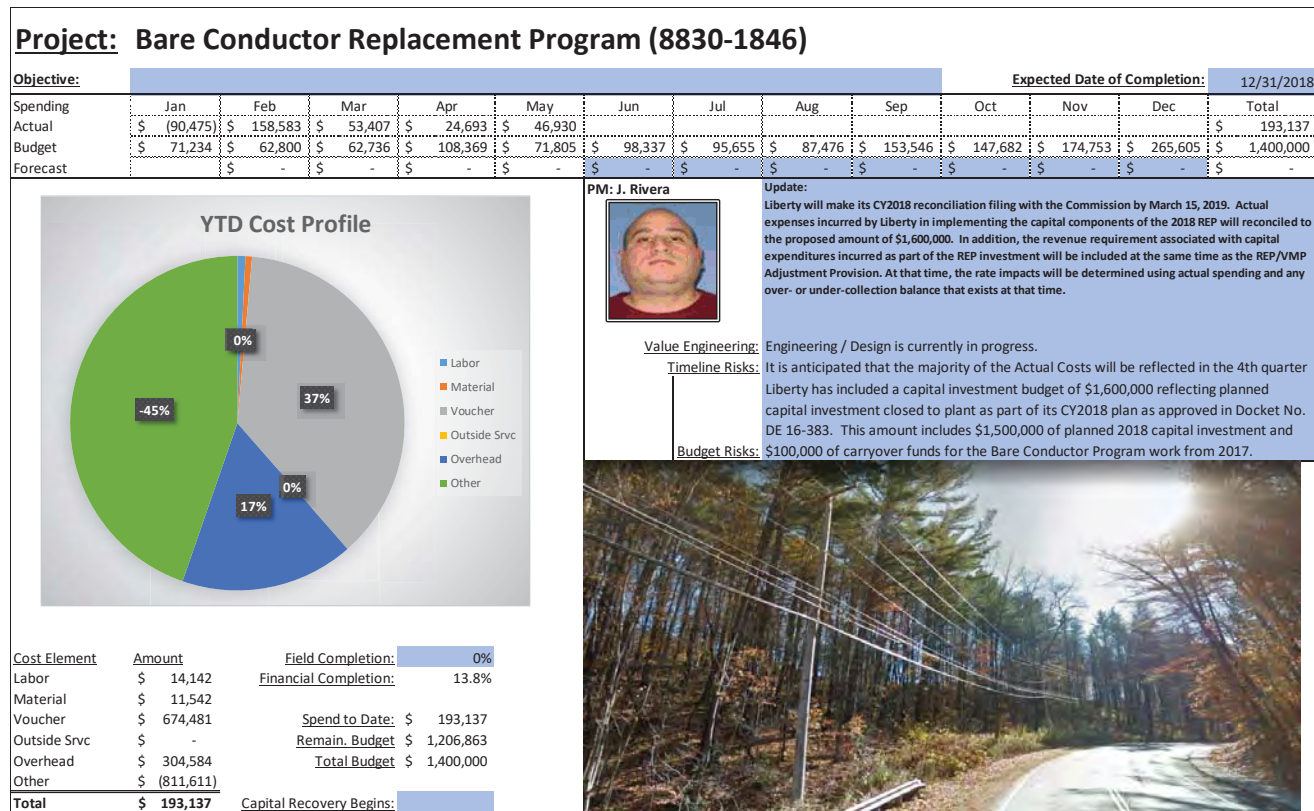 Project: Bare Conductor Replacement Program (8830-1846)
Objective: Expected Date of Completion: 12/31/2018
Spending Jan Feb Mar Apr May Jun Jul Aug Sep Oct Nov Dec Total
Actual $ (90,475) $ 158,583 $ 53,407 $ 24,693 $ 46,930 $ 193,137
Budget $ 71,234 $ 62,800 $ 62,736 $ 108,369 $ 71,805 $ 98,337 $ 95,655 $ 87,476 $ 153,546 $ 147,682 $ 174,753 $ 265,605 $ 1,400,000
Forecast $ - $ - $ - $ - $ - $ - $ - $ - $ - $ - $ - $ -
YTD Cost Profile
0%
37%
-45%
0%
17%
Labor
Material
Voucher
Outside Srvc
Overhead
Other
PM: J. Rivera
Update:
Liberty will make its CY2018 reconciliation filing with the Commission by March 15, 2019. Actual
expenses incurred by Liberty in implementing the capital components of the 2018 REP will reconciled to
the proposed amount of $1,600,000. In addition, the revenue requirement associated with capital
expenditures incurred as part of the REP investment will be included at the same time as the REP/VMP
Adjustment Provision. At that time, the rate impacts will be determined using actual spending and any
over- or under-collection balance that exists at that time.
Value Engineering: Engineering / Design is currently in progress.
Timeline Risks: It is anticipated that the majority of the Actual Costs will be reflected in the 4th quarter
Liberty has included a capital investment budget of $1,600,000 reflecting planned
capital investment closed to plant as part of its CY2018 plan as approved in Docket No.
DE 16-383. This amount includes $1,500,000 of planned 2018 capital investment and
Budget Risks: $100,000 of carryover funds for the Bare Conductor Program work from 2017.
Cost Element Amount Field Completion: 0%
Labor $ 14,142 Financial Completion: 13.8%
Material $ 11,542
Voucher $ 674,481 Spend to Date: $ 193,137
Outside Srvc $ - Remain. Budget $ 1,206,863
Overhead $ 304,584 Total Budget $ 1,400,000
Other $ (811,611)
Total $ 193,137 Capital Recovery Begins: